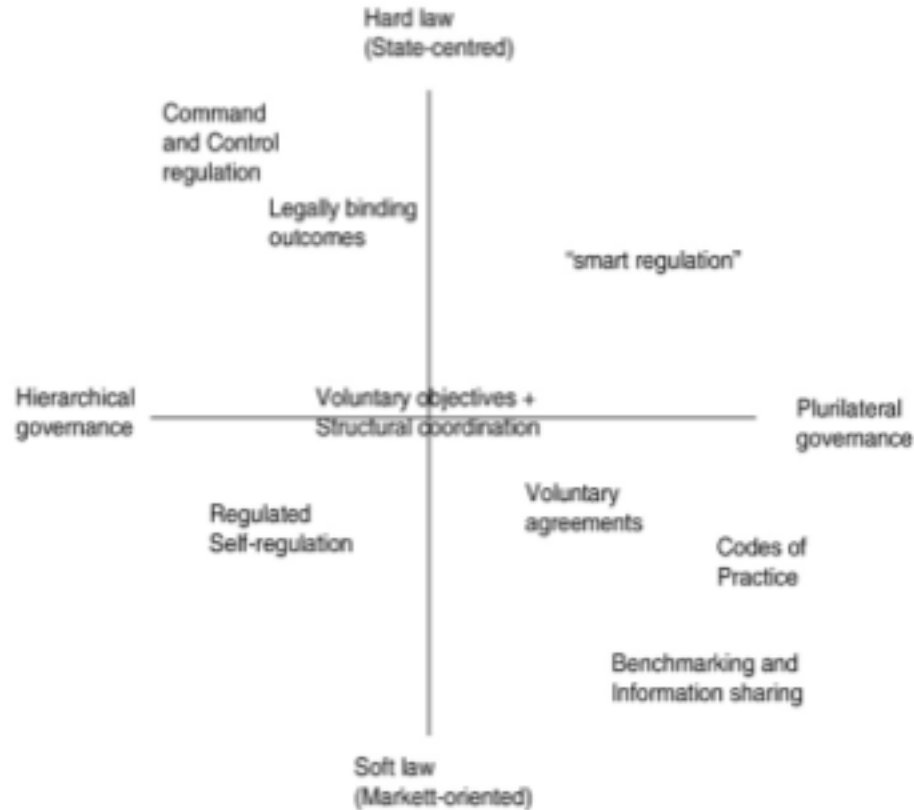 Hard law
(State-centred)
Command
and Control
regulation
Legally binding
outcomes
"smart regulation"
Hierarchical
governance
Voluntary objectives +
Structural coordination
Plurilateral
governance
Regulated
Self-regulation
Voluntary
agreements
Codes of
Practice
Benchmarking and
Information sharing
Soft law
(Markett-oriented)